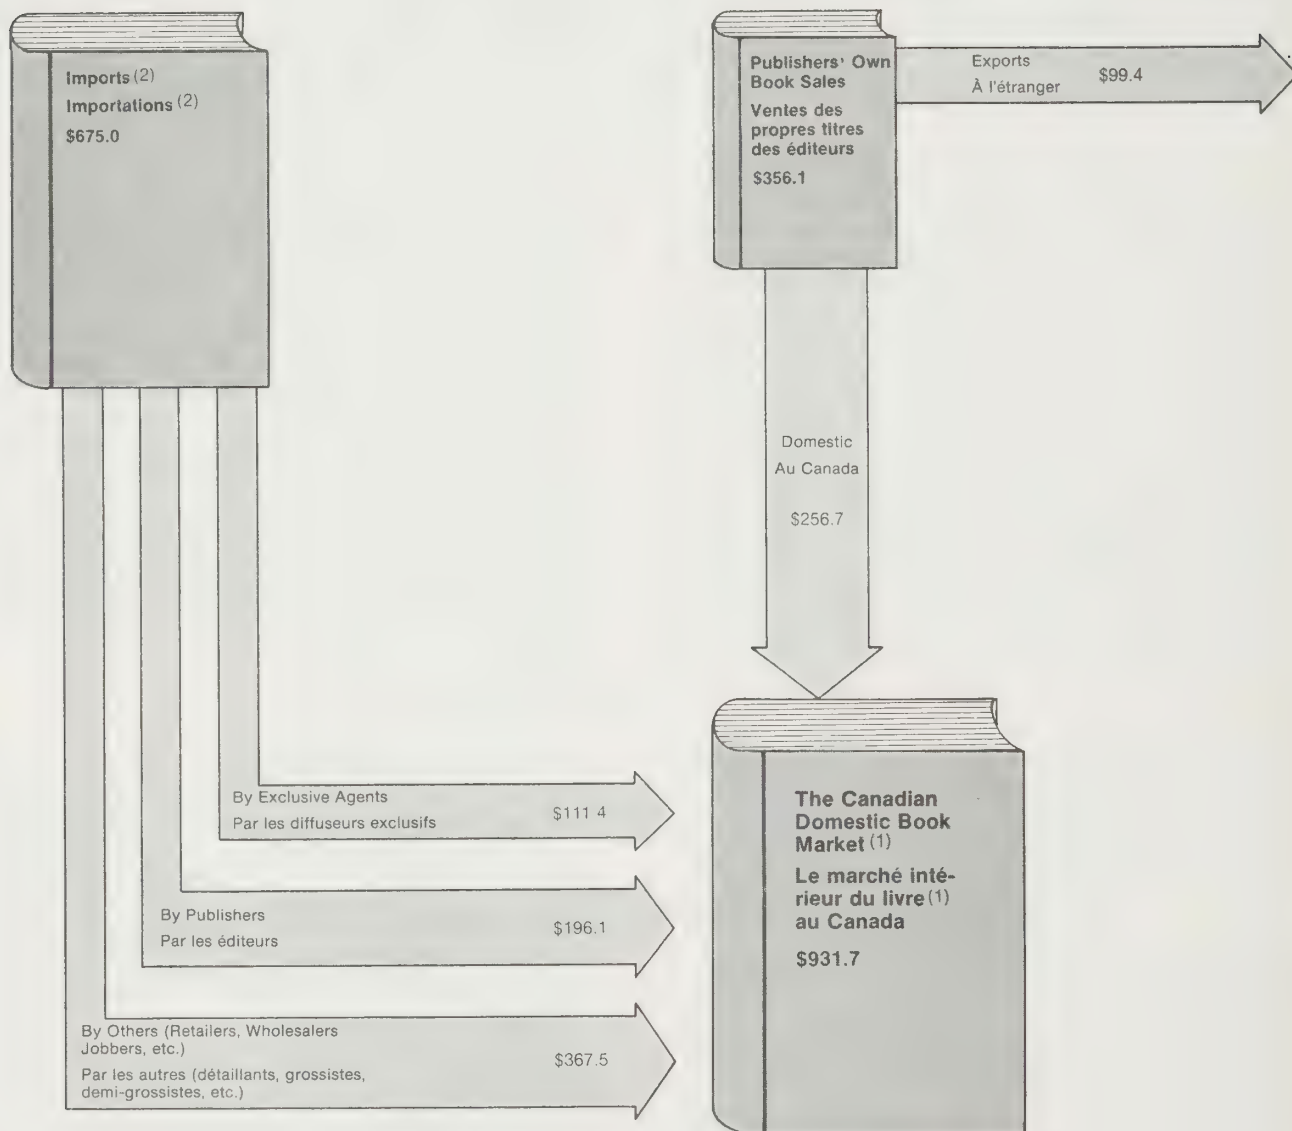 Imports (2)
Importations (2)
$675.0
Publishers' Own
Book Sales
Ventes des
propres titres
des éditeurs
$356.1
Exports
À l'étranger
$99.4
Domestic
Au Canada
$256.7
By Exclusive Agents
Par les diffuseurs exclusifs
$111 4
By Publishers
Par les éditeurs
$196.1
By Others (Retailers, Wholesalers
Jobbers, etc.)
Par les autres (détaillants, grossistes,
demi-grossistes, etc.)
$367.5
The Canadian
Domestic Book
Market (1)
Le marché inté-
rieur du livre (1)
au Canada
$931.7